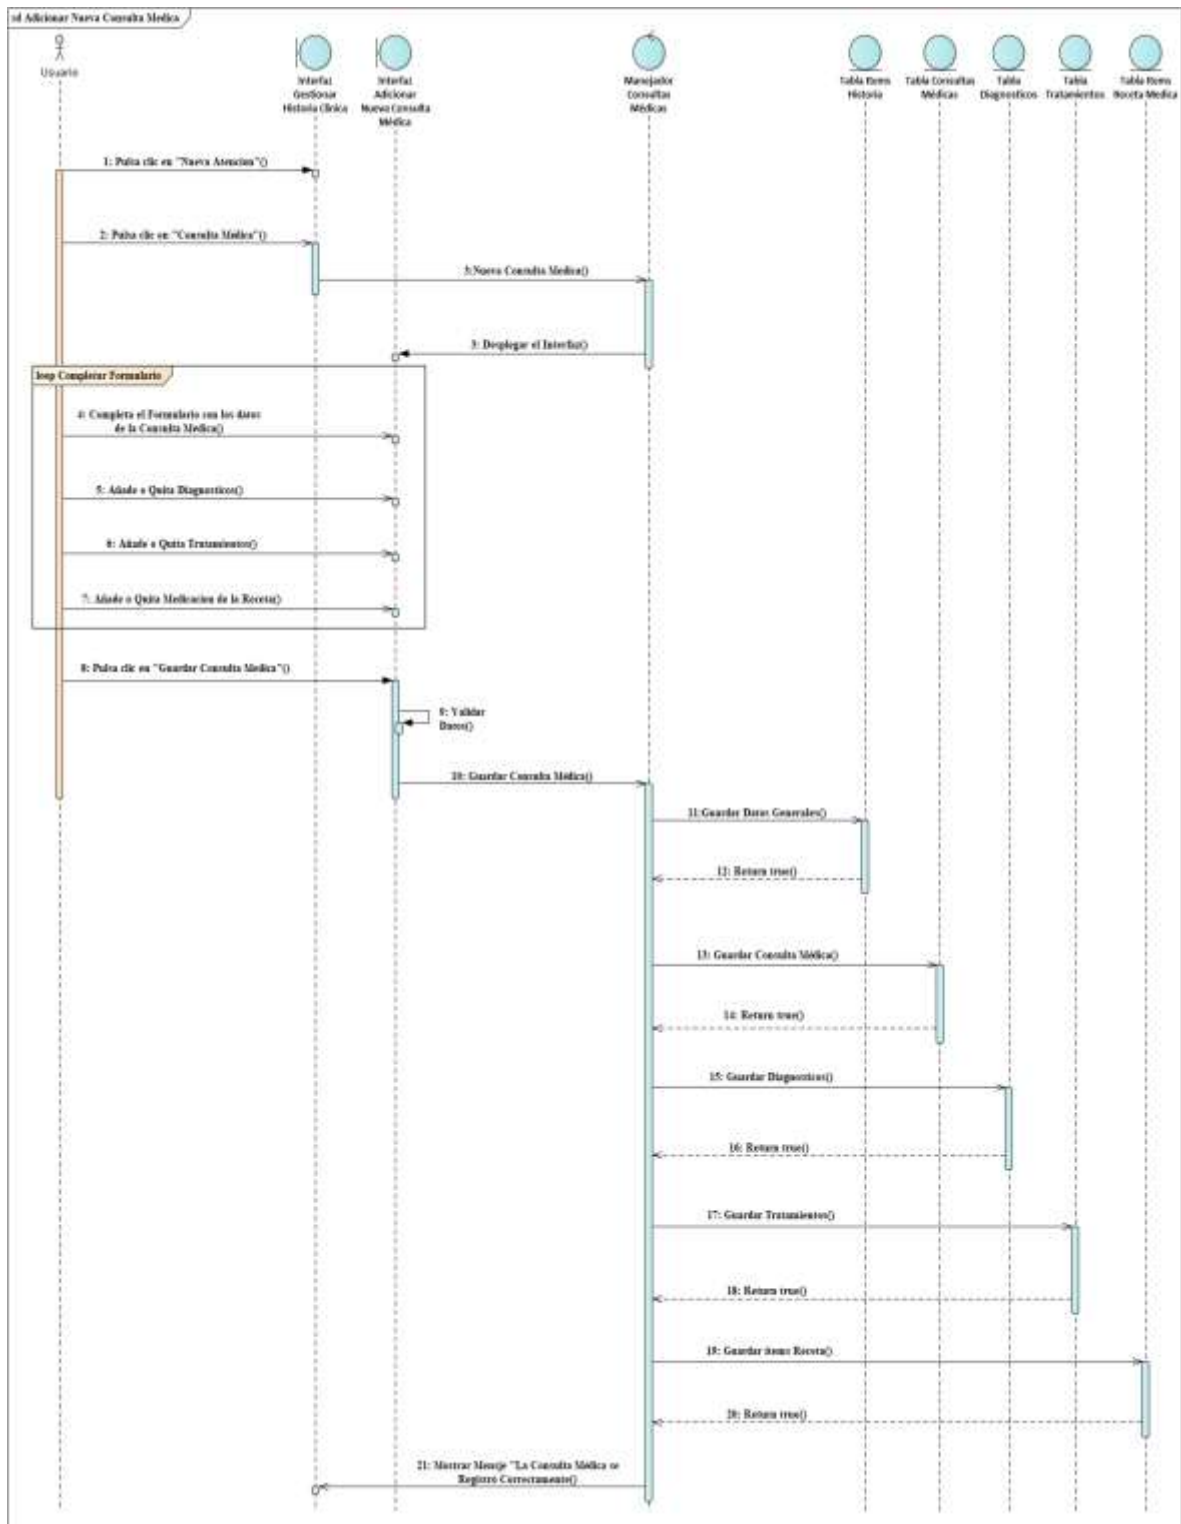 sd Adicionar Nueva Consulta Medica
Usuario
Interfaz
Gestionar
Historia Clinica
Interfaz
Adicionar
Nueva Consulta
Médica
Manejador
Consultas
Médicas
Tabla Items
Historia
Tabla Consultas
Médicas
Tabla
Diagnosticos
Tabla
Tratamientos
Tabla Items
Receta Medica
1: Pulsa clic en "Nueva Atencion"()
2: Pulsa clic en "Consulta Médica"()
3:Nueva Consulta Medica()
3: Desplegar el Interfaz()
loop Completar Formulario
4: Completa el Formulario con los datos
de la Consulta Medica()
5: Añade o Quita Diagnosticos()
6: Añade o Quita Tratamientos()
7: Añade o Quita Medicacion de la Receta()
8: Pulsa clic en "Guardar Consulta Medica"()
9: Validar
Datos()
10: Guardar Consulta Médica()
11:Guardar Datos Generales()
12: Return true()
13: Guardar Consulta Médica()
14: Return true()
15: Guardar Diagnosticos()
16: Return true()
17: Guardar Tratamientos()
18: Return true()
19: Guardar items Receta()
20: Return true()
21: Mostrar Mensje "La Consulta Médica se
Registró Correctamente()